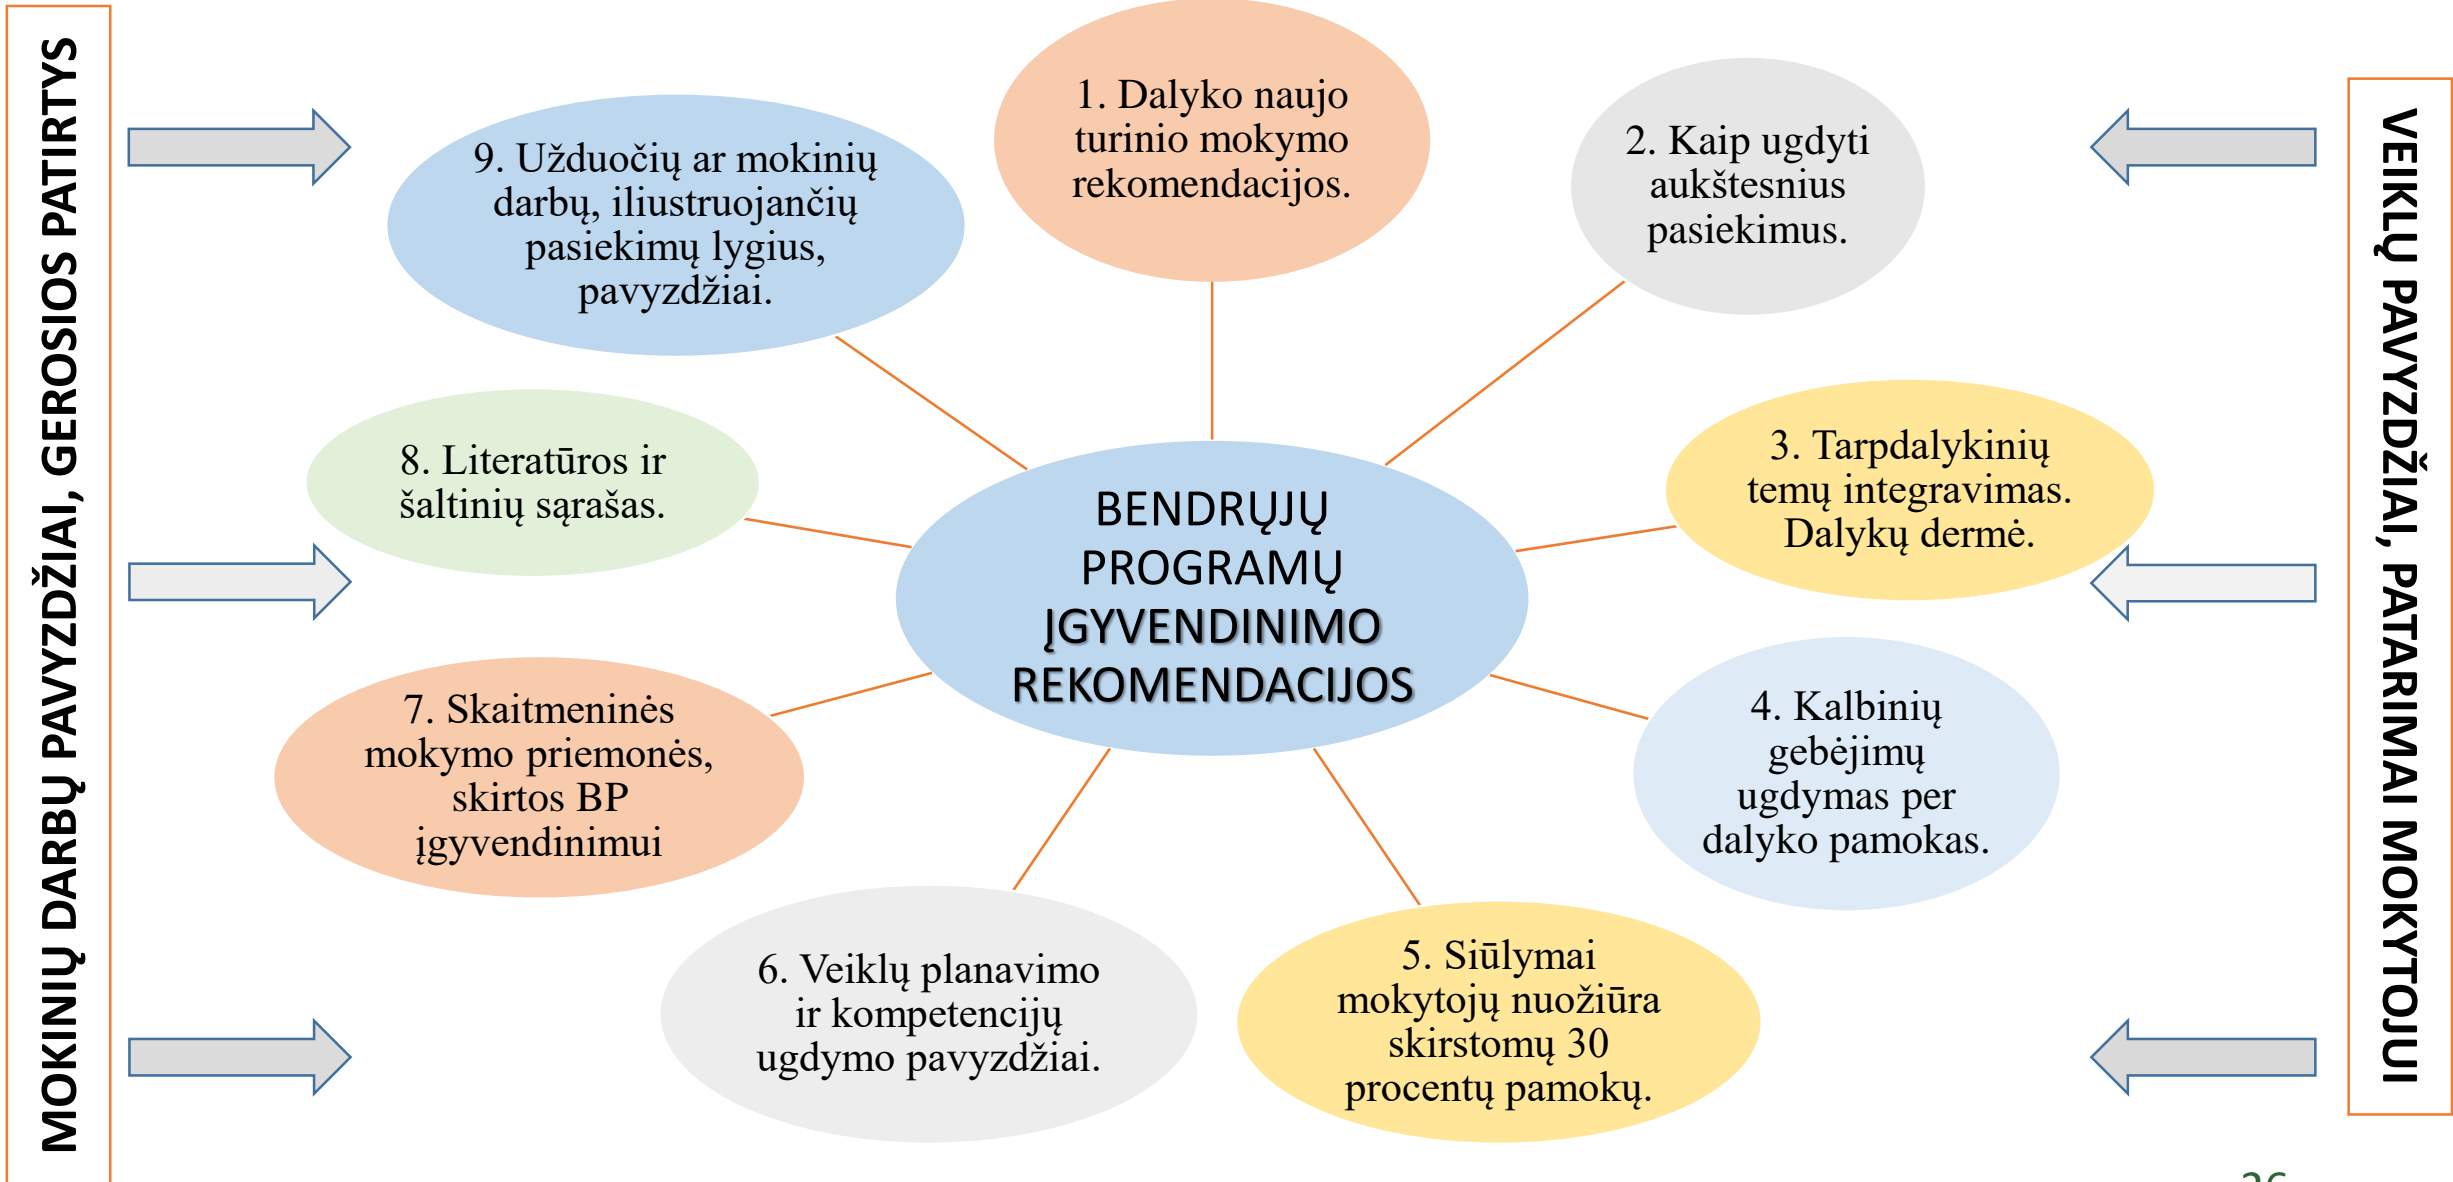 MOKINIŲ DARBŲ PAVYZDŽIAI, GEROSIOS PATIRTYS
1. Dalyko naujo
turinio mokymo
rekomendacijos.
2. Kaip ugdyti
aukštesnius
pasiekimus.
3. Tarpdalykinių
temų integravimas.
Dalykų dermė.
4. Kalbinių
gebėjimų
ugdymas per
dalyko pamokas.
5. Siūlymai
mokytojų nuožiūra
skirstomų 30
procentų pamokų.
6. Veiklų planavimo
ir kompetencijų
ugdymo pavyzdžiai.
7. Skaitmeninės
mokymo priemonės,
skirtos BP
įgyvendinimui
8. Literatūros ir
šaltinių sąrašas.
9. Užduočių ar mokinių
darbų, iliustruojančių
pasiekimų lygius,
pavyzdžiai.
BENDRŲJŲ
PROGRAMŲ
ĮGYVENDINIMO
REKOMENDACIJOS
VEIKLŲ PAVYZDŽIAI, PATARIMAI MOKYTOJUI